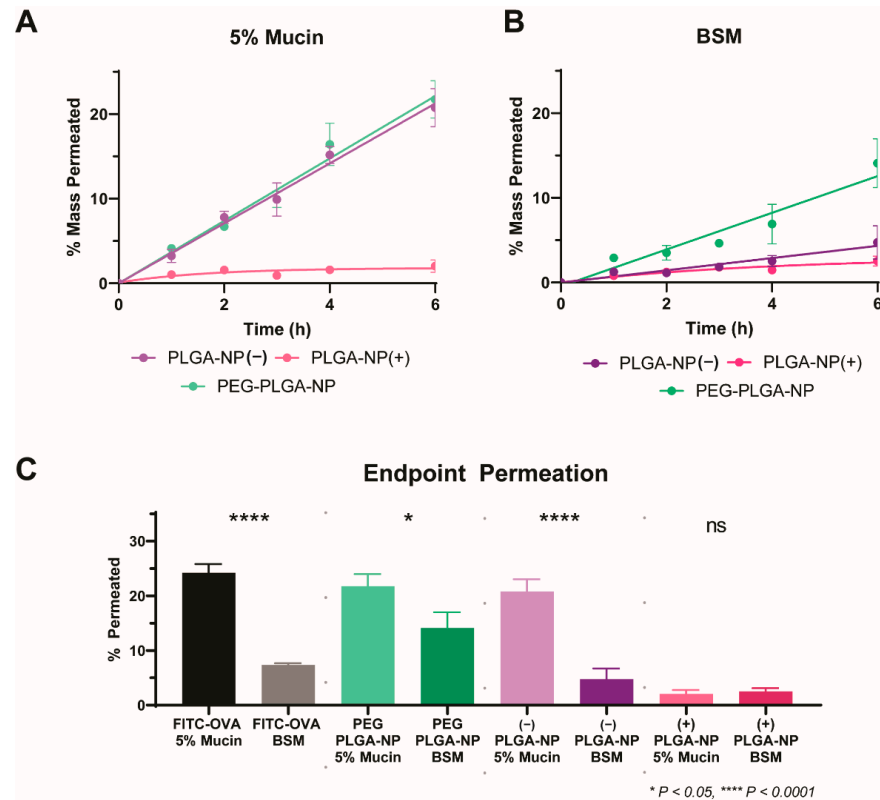 A
5% Mucin
% Mass Permeated
20
10
0
0
2
4
6
Time (h)
PLGA-NP(−) PLGA-NP(+)
PEG-PLGA-NP
B
BSM
% Mass Permeated
20
10
0
0
2
4
6
Time (h)
PLGA-NP(−) PLGA-NP(+)
PEG-PLGA-NP
C
Endpoint Permeation
**** * **** ns
% Permeated
30
20
10
0
FITC-OVA
5% Mucin
FITC-OVA
BSM
PEG
PLGA-NP
5% Mucin
PEG
PLGA-NP
BSM
(−)
PLGA-NP
5% Mucin
(−)
PLGA-NP
BSM
(+)
PLGA-NP
5% Mucin
(+)
PLGA-NP
BSM
* P < 0.05, **** P < 0.0001